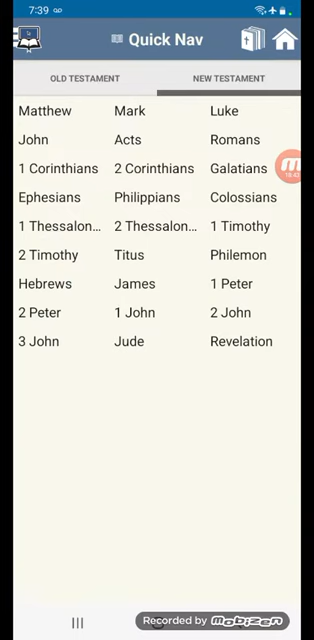 7:39
Quick Nav
OLD TESTAMENT NEW TESTAMENT
Matthew Mark Luke
John Acts Romans
1 Corinthians 2 Corinthians Galatians
Ephesians Philippians Colossians
1 Thessalon... 2 Thessalon... 1 Timothy
2 Timothy Titus Philemon
Hebrews James 1 Peter
2 Peter 1 John 2 John
3 John Jude Revelation
Recorded by mobizen